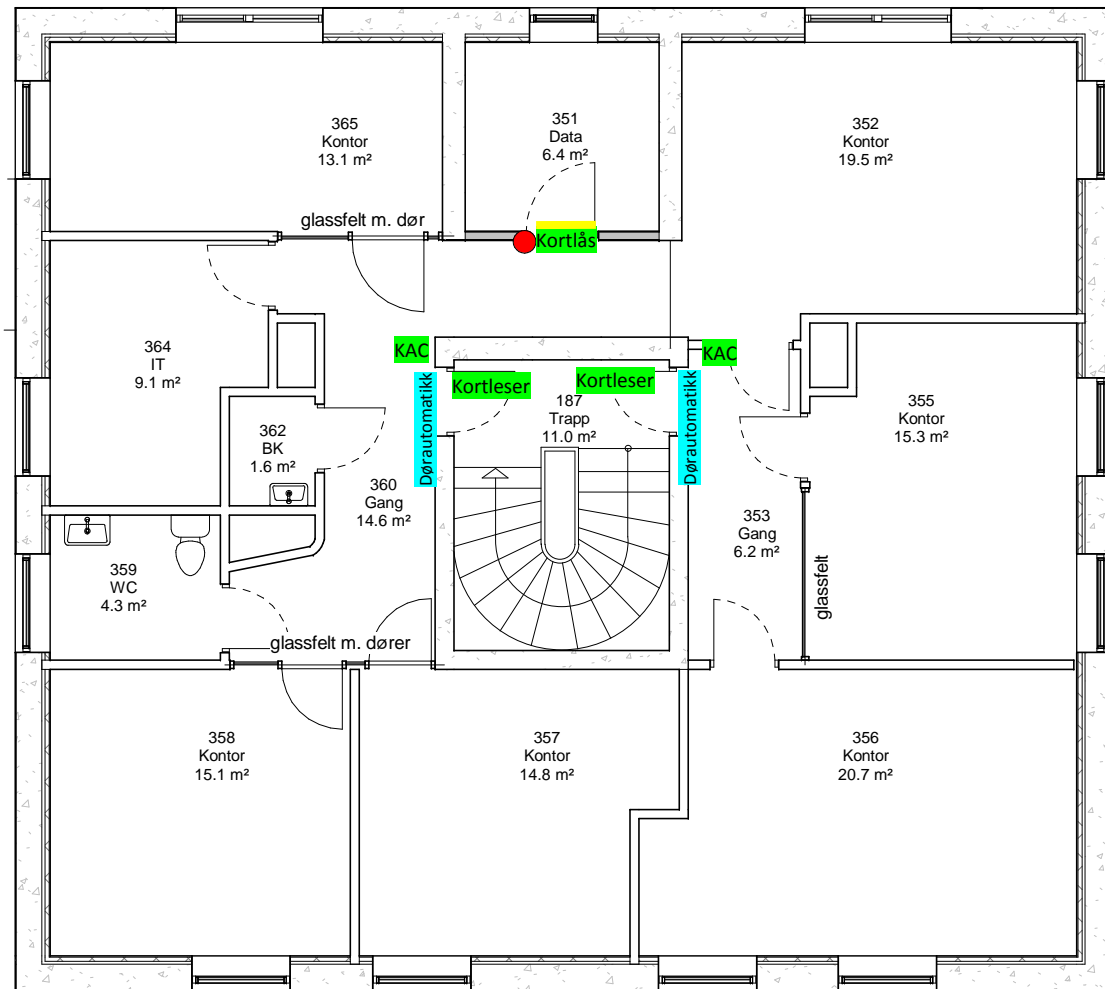 365
Kontor
13.1 m²
351
Data
6.4 m²
352
Kontor
19.5 m²
glassfelt m. dør
Kortlås
364
IT
9.1 m²
KAC
KAC
Kortleser
Kortleser
Dørautomatikk
Dørautomatikk
187
Trapp
11.0 m²
355
Kontor
15.3 m²
362
BK
1.6 m²
360
Gang
14.6 m²
353
Gang
6.2 m²
glassfelt
359
WC
4.3 m²
glassfelt m. dører
358
Kontor
15.1 m²
357
Kontor
14.8 m²
356
Kontor
20.7 m²